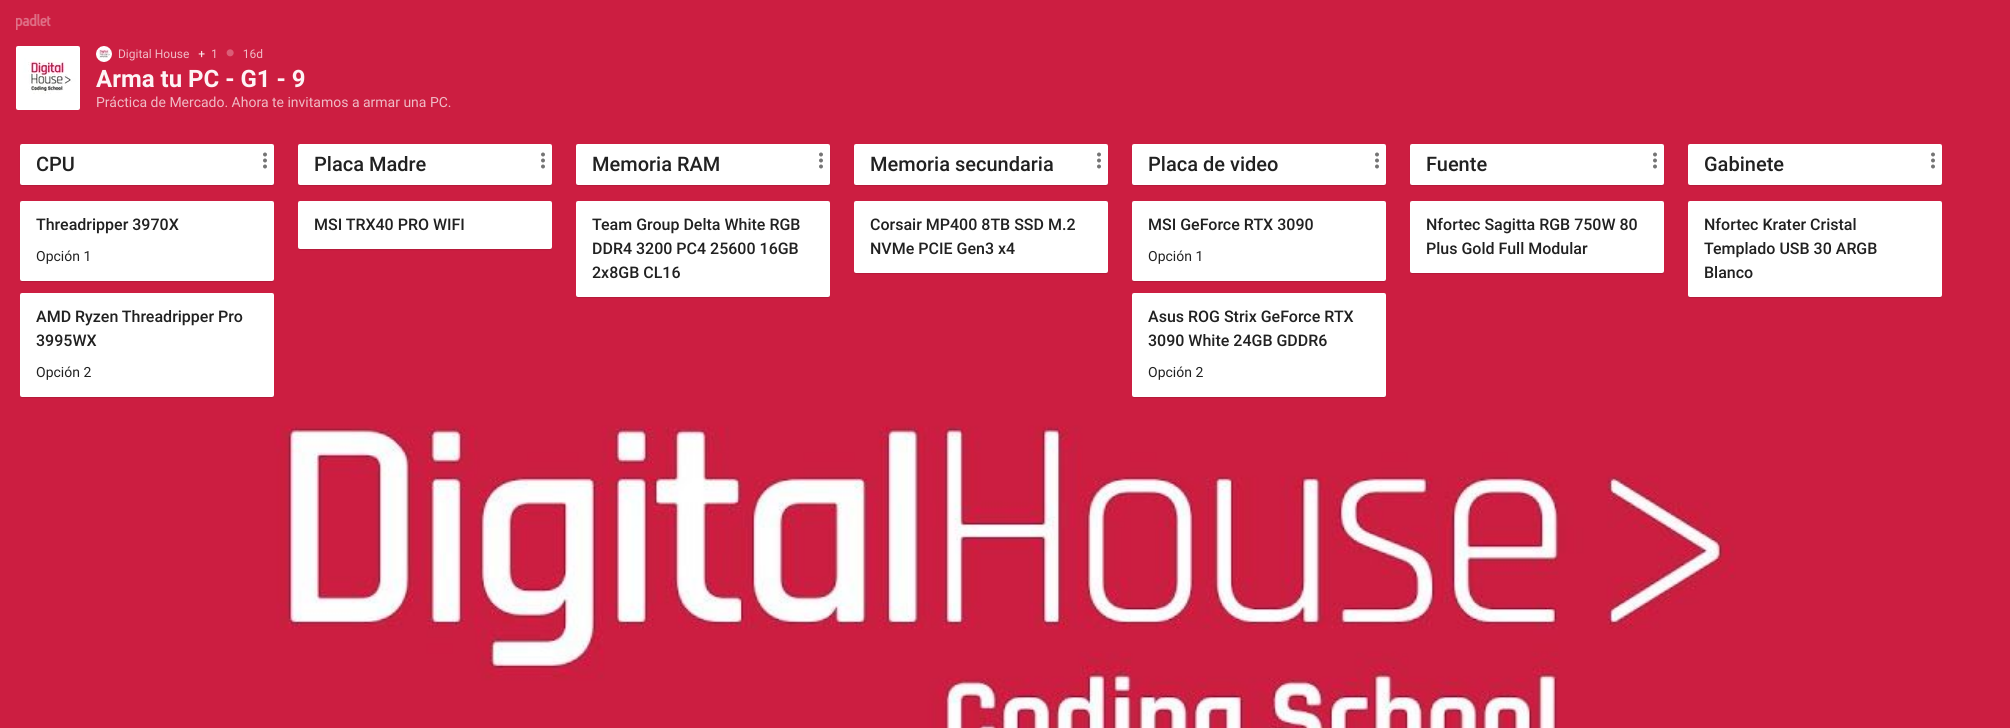 padlet
Digital House + 1 16d
Arma tu PC - G1 - 9
Práctica de Mercado. Ahora te invitamos a armar una PC.
Digital
House>
Coding School
CPU
Threadripper 3970X
Opción 1
AMD Ryzen Threadripper Pro
3995WX
Opción 2
Placa Madre
MSI TRX40 PRO WIFI
Memoria RAM
Team Group Delta White RGB
DDR4 3200 PC4 25600 16GB
2x8GB CL16
Memoria secundaria
Corsair MP400 8TB SSD M.2
NVMe PCIE Gen3 x4
Placa de video
MSI GeForce RTX 3090
Opción 1
Asus ROG Strix GeForce RTX
3090 White 24GB GDDR6
Opción 2
Fuente
Nfortec Sagitta RGB 750W 80
Plus Gold Full Modular
Gabinete
Nfortec Krater Cristal
Templado USB 30 ARGB
Blanco
DigitalHouse>
Coding School